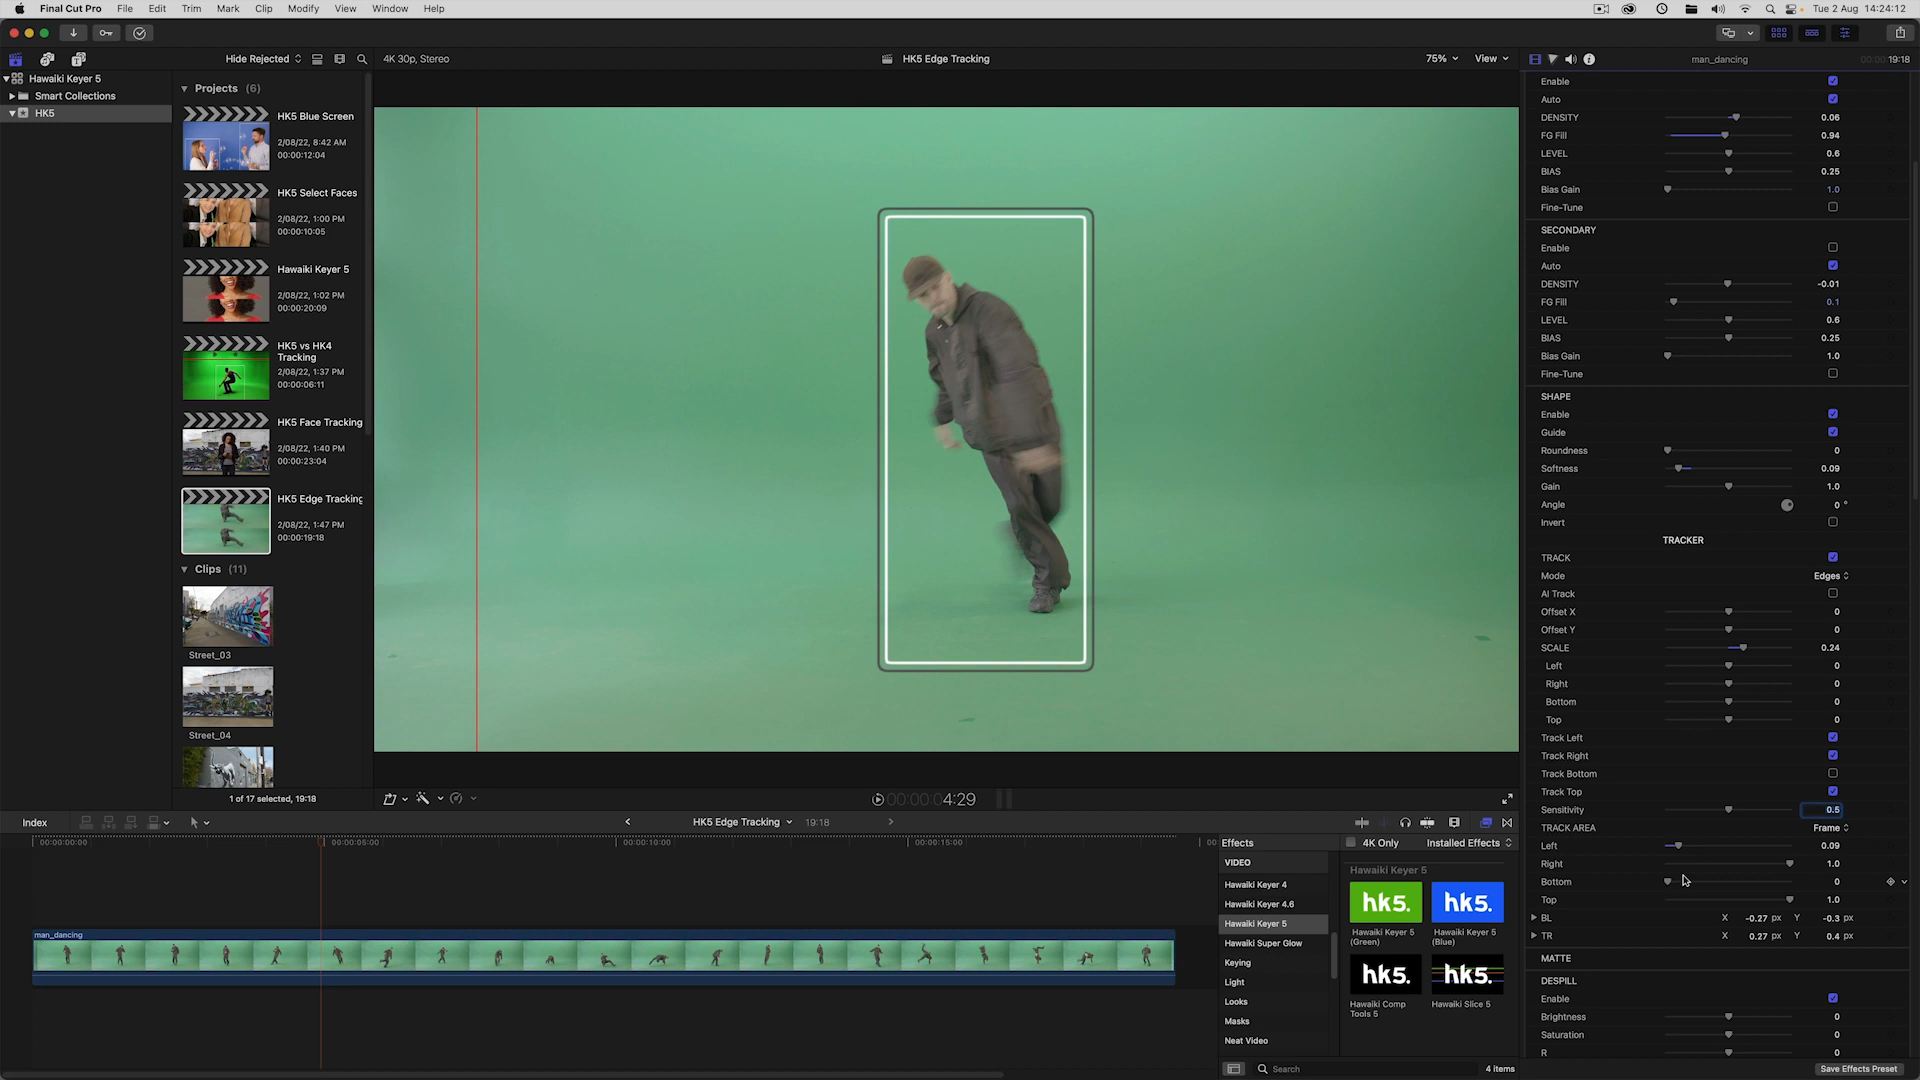 Final Cut Pro File Edit Trim Mark Clip Modify View Window Help
Tue 2 Aug 14:24:12
Hide Rejected
4K 30p, Stereo
HK5 Edge Tracking
75%
View
man_dancing
19:18
Hawaiki Keyer 5
Smart Collections
HK5
Projects (6)
HK5 Blue Screen
2/08/22, 8:42 AM
00:00:12:04
HK5 Select Faces
2/08/22, 1:00 PM
00:00:10:05
Hawaiki Keyer 5
2/08/22, 1:02 PM
00:00:20:09
HK5 vs HK4
Tracking
2/08/22, 1:37 PM
00:00:06:11
HK5 Face Tracking
2/08/22, 1:40 PM
00:00:23:04
HK5 Edge Tracking
2/08/22, 1:47 PM
00:00:19:18
Clips (11)
Street_03
Street_04
1 of 17 selected, 19:18
00:00:04:29
Enable
Auto
DENSITY 0.06
FG Fill 0.94
LEVEL 0.6
BIAS 0.25
Bias Gain 1.0
Fine-Tune
SECONDARY
Enable
Auto
DENSITY -0.01
FG Fill 0.1
LEVEL 0.6
BIAS 0.25
Bias Gain 1.0
Fine-Tune
SHAPE
Enable
Guide
Roundness 0
Softness 0.09
Gain 1.0
Angle 0 °
Invert
TRACKER
TRACK
Mode Edges
AI Track
Offset X 0
Offset Y 0
SCALE 0.24
Left 0
Right 0
Bottom 0
Top 0
Track Left
Track Right
Track Bottom
Track Top
Sensitivity 0.5
TRACK AREA Frame
Left 0.09
Right 1.0
Bottom 0
Top 1.0
BL X -0.27 px Y -0.3 px
TR X 0.27 px Y 0.4 px
MATTE
DESPILL
Enable
Brightness 0
Saturation 0
R 0
Save Effects Preset
Index
HK5 Edge Tracking
19:18
00:00:00:00
00:00:05:00
00:00:10:00
00:00:15:00
00:
man_dancing
Effects
4K Only
Installed Effects
VIDEO
Hawaiki Keyer 4
Hawaiki Keyer 4.6
Hawaiki Keyer 5
Hawaiki Super Glow
Keying
Light
Looks
Masks
Neat Video
Hawaiki Keyer 5
hk5.
hk5.
Hawaiki Keyer 5
(Green)
Hawaiki Keyer 5
(Blue)
hk5.
hk5.
Hawaiki Comp
Tools 5
Hawaiki Slice 5
Search
4 items